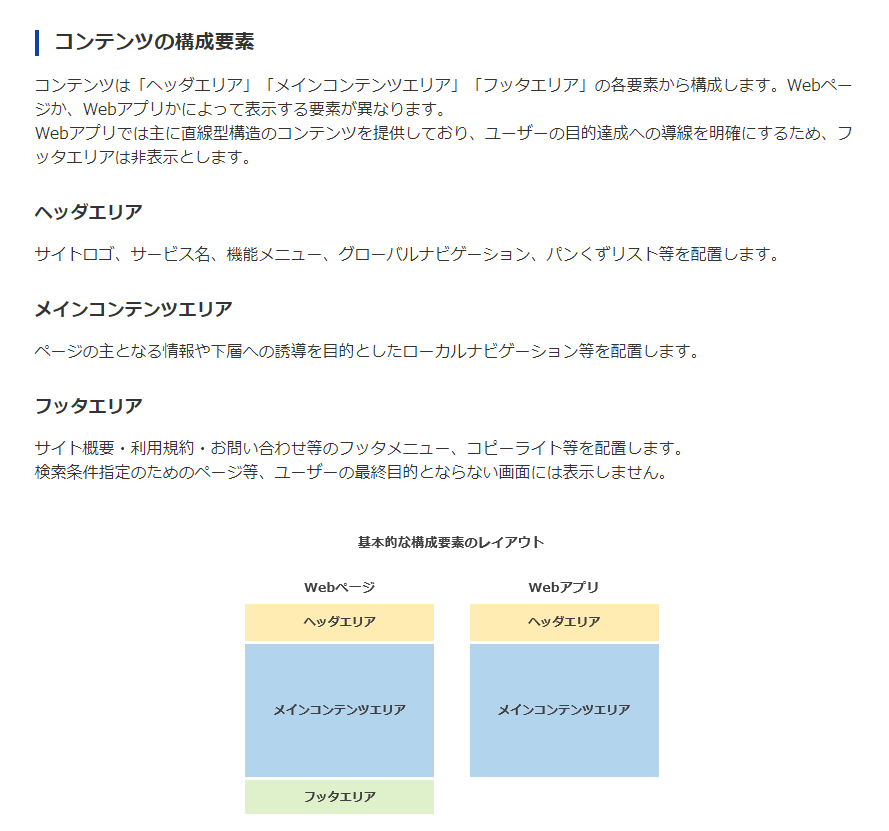 コンテンツの構成要素
コンテンツは「ヘッダエリア」「メインコンテンツエリア」「フッタエリア」の各要素から構成します。Webペー
ジか、Webアプリかによって表示する要素が異なります。
Webアプリでは主に直線型構造のコンテンツを提供しており、ユーザーの目的達成への導線を明確にするため、フ
ッタエリアは非表示とします。
ヘッダエリア
サイトロゴ、サービス名、機能メニュー、グローバルナビゲーション、パンくずリスト等を配置します。
メインコンテンツエリア
ページの主となる情報や下層への誘導を目的としたローカルナビゲーション等を配置します。
フッタエリア
サイト概要・利用規約・お問い合わせ等のフッタメニュー、コピーライト等を配置します。
検索条件指定のためのページ等、ユーザーの最終目的とならない画面には表示しません。
基本的な構成要素のレイアウト
Webページ
ヘッダエリア
メインコンテンツエリア
フッタエリア
Webアプリ
ヘッダエリア
メインコンテンツエリア